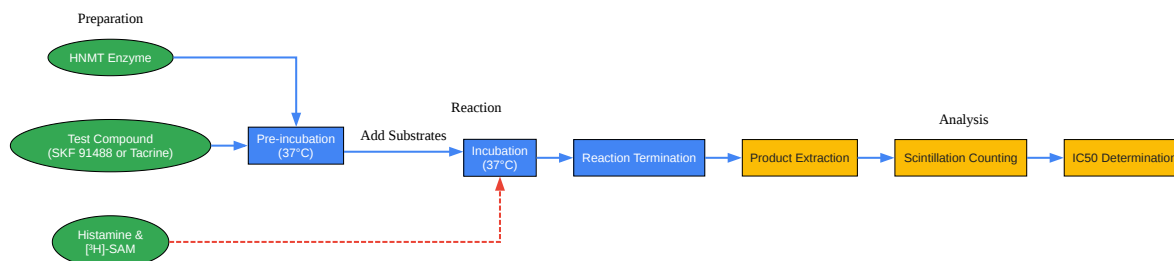 Preparation
HNMT Enzyme
Test Compound
(SKF 91488 or Tacrine)
Histamine &
[³H]-SAM
Pre-incubation
(37°C)
Add Substrates
Reaction
Incubation
(37°C)
Reaction Termination
Product Extraction
Analysis
Scintillation Counting
IC50 Determination